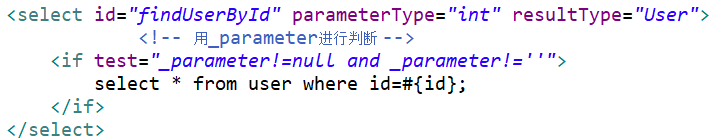 <select id="findUserById" parameterType="int" resultType="User">
<!-- 用_parameter进行判断 -->
<if test="_parameter!=null and _parameter!=''">
select * from user where id=#{id};
</if>
</select>